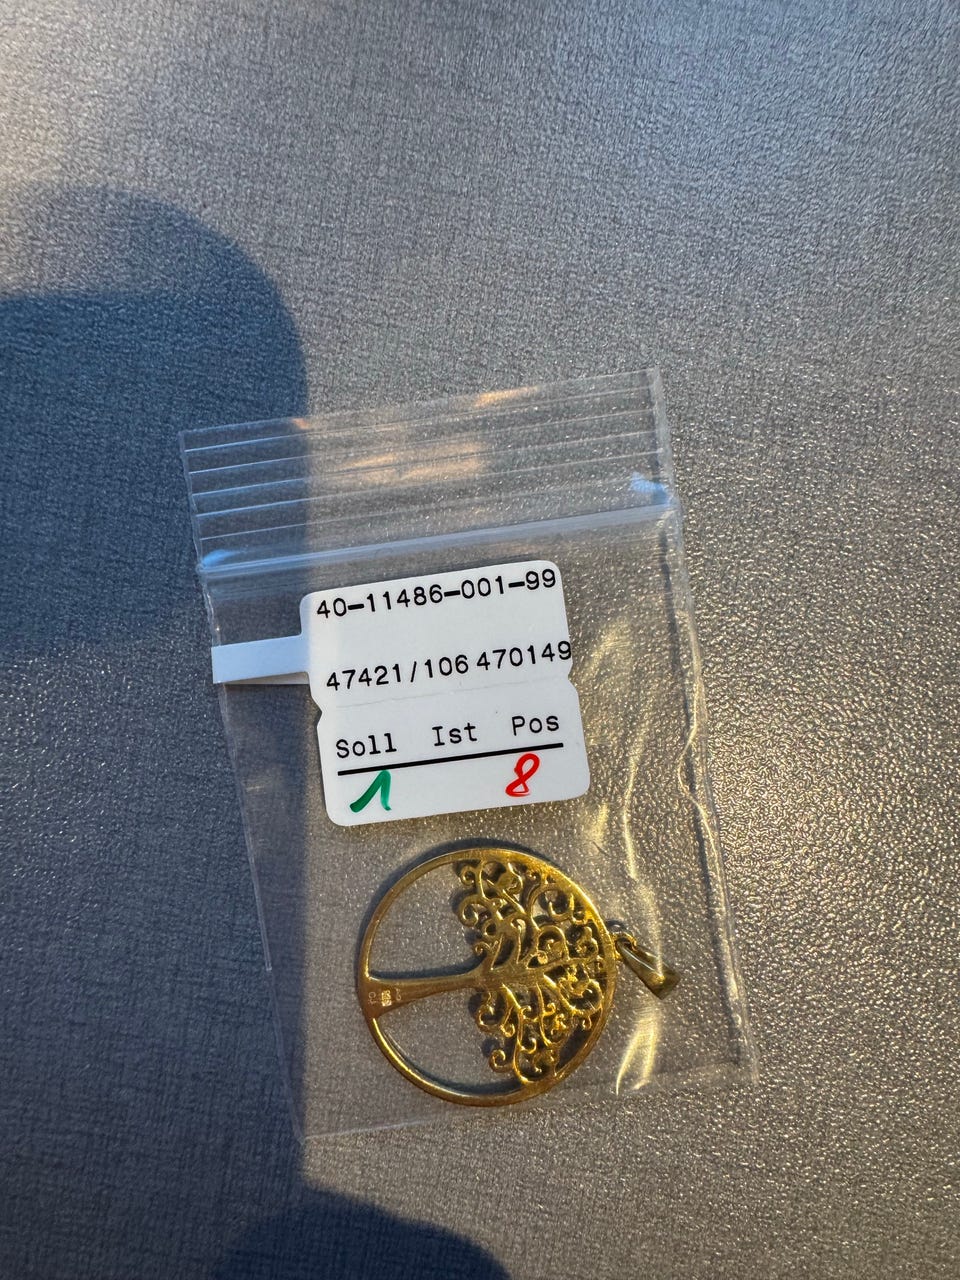 40-11486-001-99
47421/106 470149
Soll Ist Pos
1 8